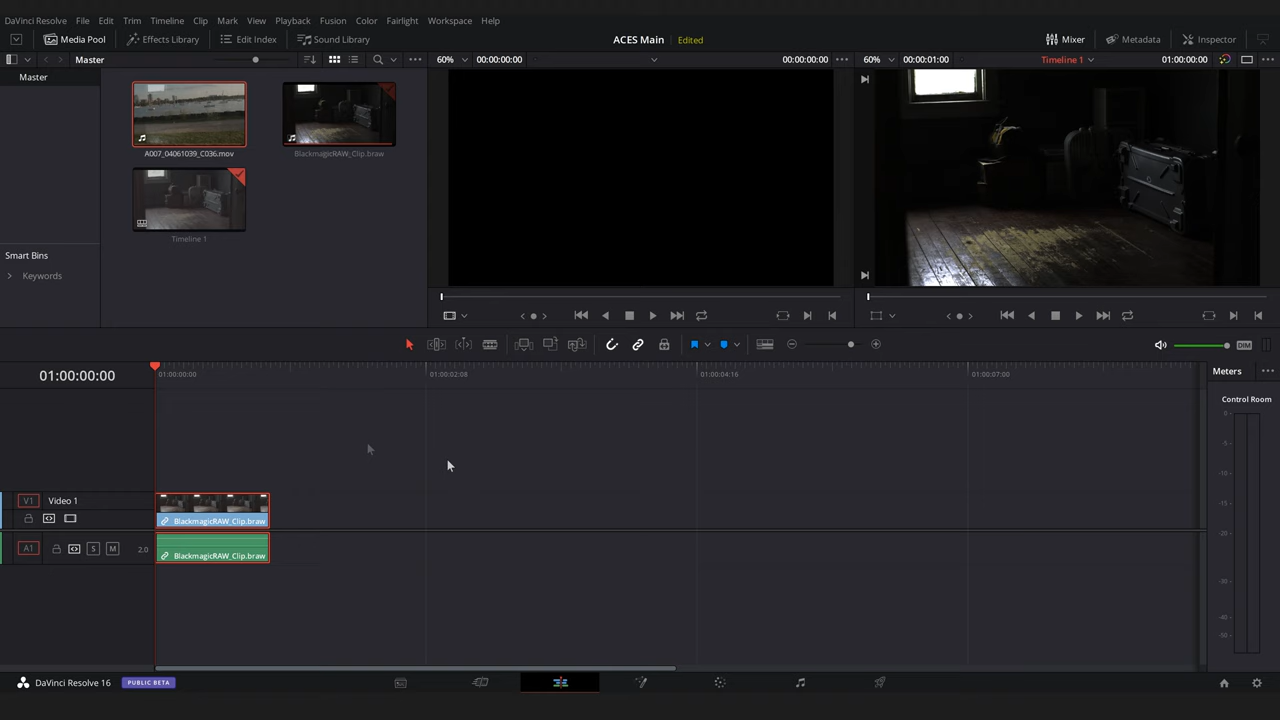 DaVinci Resolve File Edit Trim Timeline Clip Mark View Playback Fusion Color Fairlight Workspace Help
Media Pool Effects Library Edit Index Sound Library ACES Main Edited Mixer Metadata Inspector
Master 60% 00:00:00:00 00:00:00:00 60% 00:00:01:00 Timeline 1 01:00:00:00
Master
A007_04061039_C036.mov BlackmagicRAW_Clip.braw
Timeline 1
Smart Bins
Keywords
DIM
01:00:00:00 01:00:00:00 01:00:02:08 01:00:04:16 01:00:07:00 Meters
Control Room
0
-5
-10
-15
-20
-30
-40
-50
V1 Video 1
BlackmagicRAW_Clip.braw
A1 S M 2.0
BlackmagicRAW_Clip.braw
DaVinci Resolve 16 PUBLIC BETA